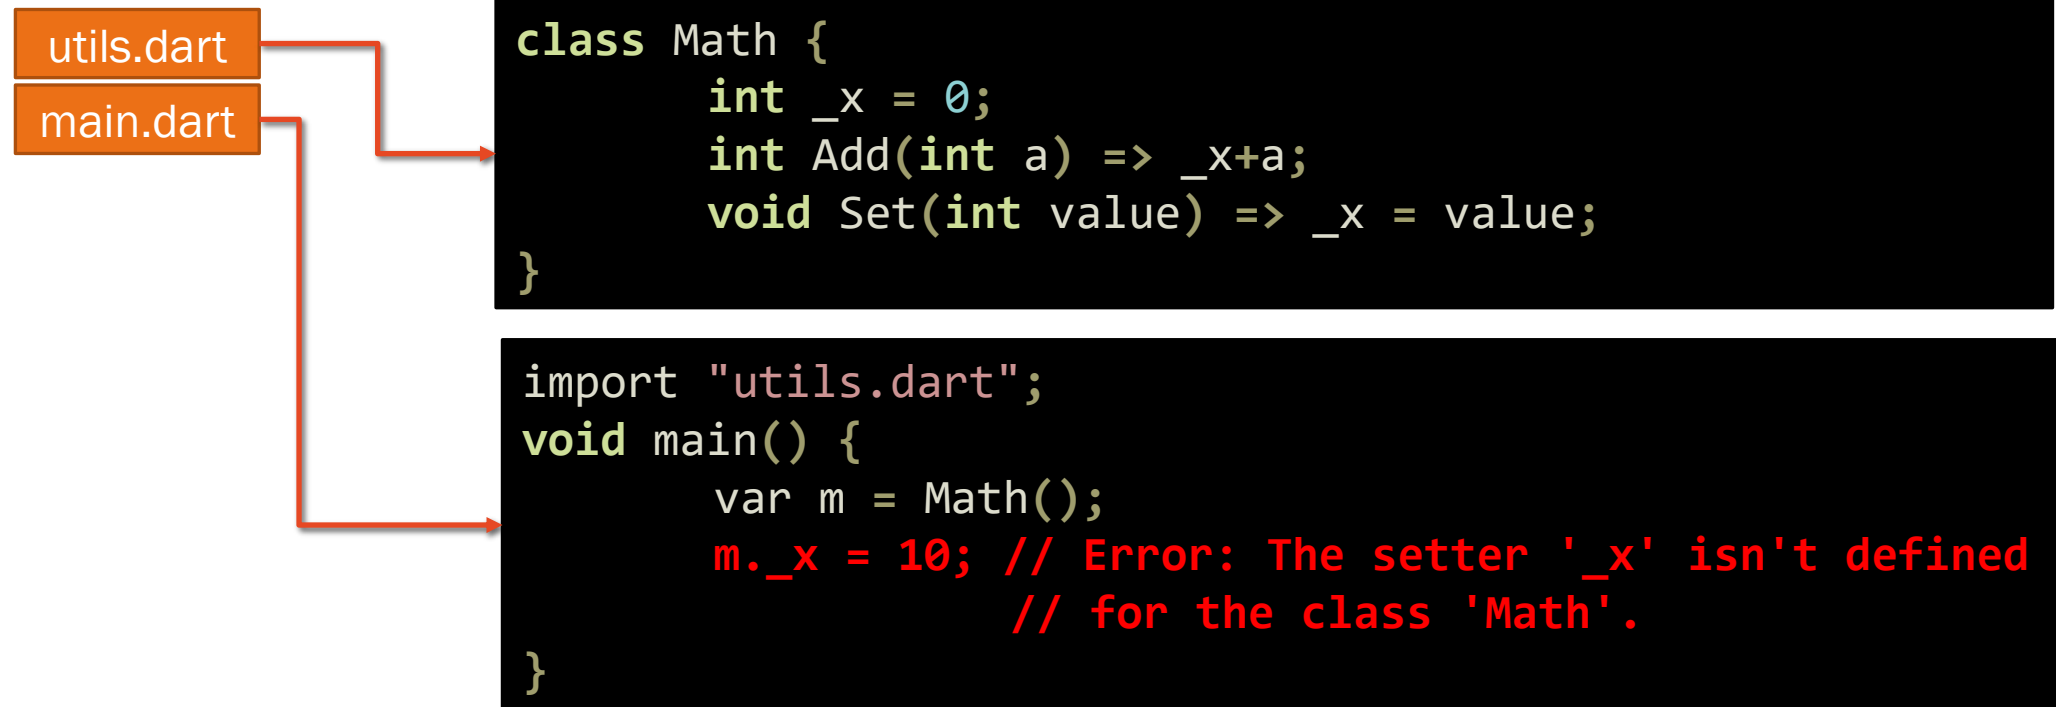 utils.dart
main.dart
class Math {
int _x = 0;
int Add(int a) => _x+a;
void Set(int value) => _x = value;
}
import "utils.dart";
void main() {
var m = Math();
m._x = 10; // Error: The setter '_x' isn't defined
// for the class 'Math'.
}